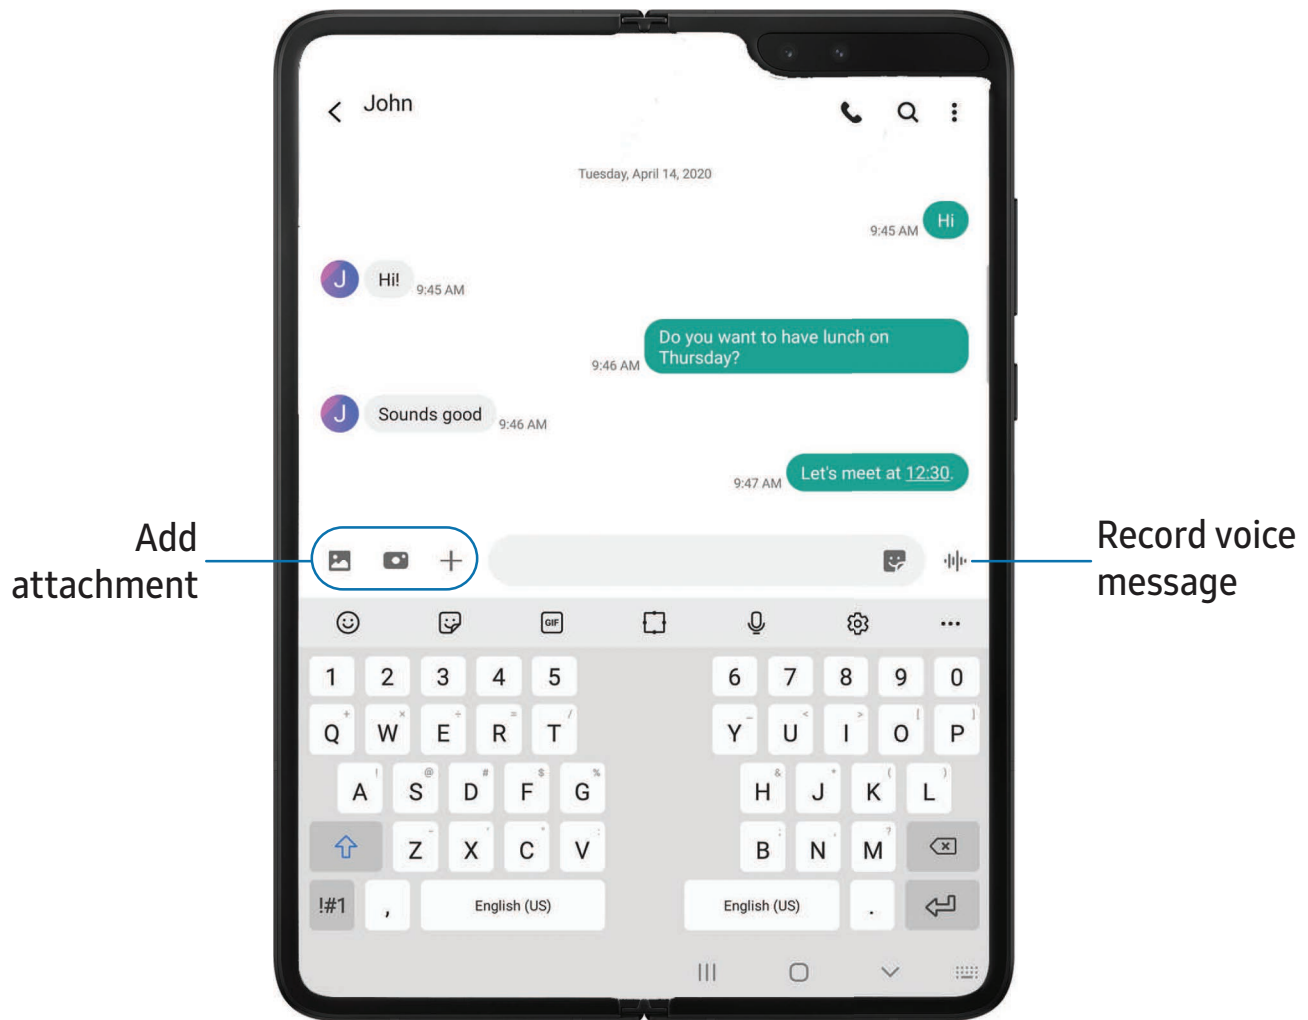 John
Tuesday, April 14, 2020
9:45 AM Hi
J Hi! 9:45 AM
Do you want to have lunch on
9:46 AM Thursday?
J Sounds good 9:46 AM
9:47 AM Let's meet at 12:30.
Add
attachment
Record voice
message
GIF
1 2 3 4 5 6 7 8 9 0
+ × ÷ = / _ < > [ ]
Q W E R T Y U I O P
! @ # $ % & * ( )
A S D F G H J K L
- ' " : ; , ?
Z X C V B N M
!#1 , English (US) English (US) .